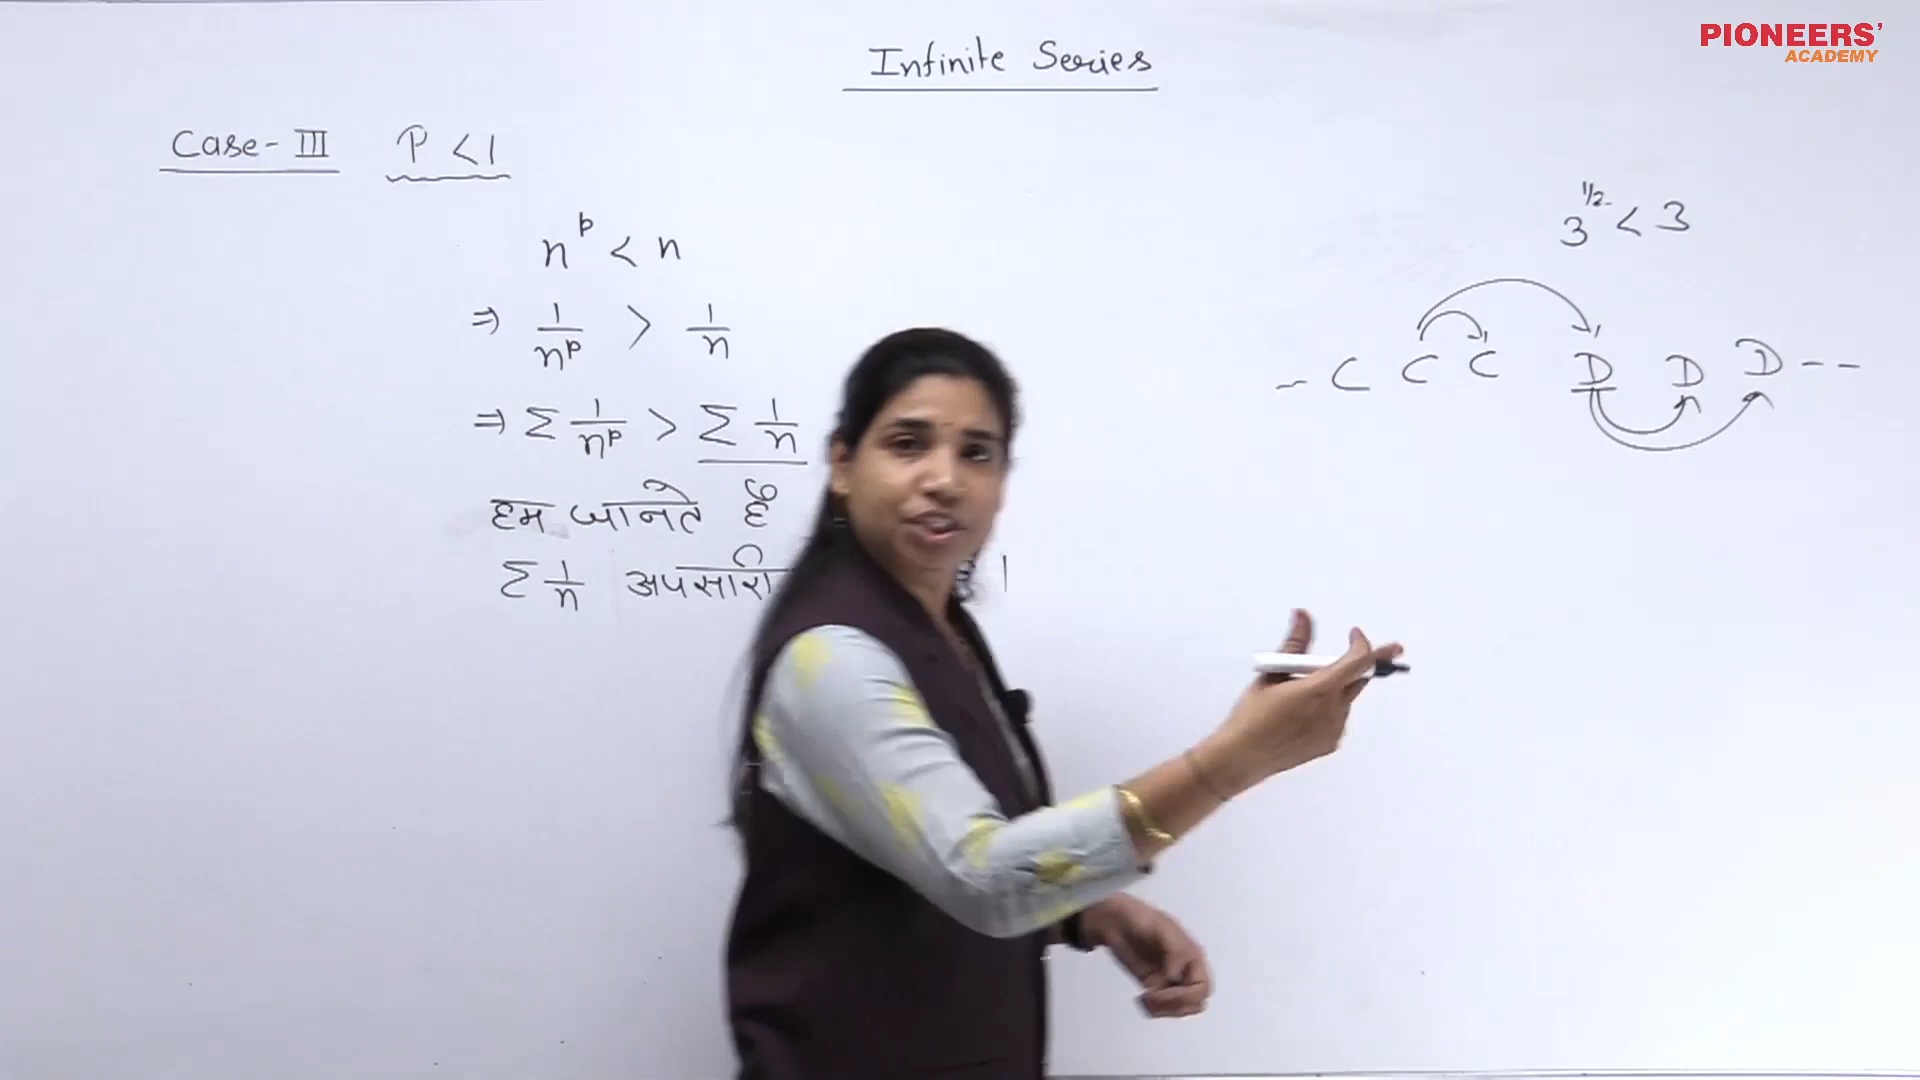 Infinite Series
PIONEERS'
ACADEMY
Case-III P<1
n^p < n
⇒ 1/n^p > 1/n
⇒ Σ 1/n^p > Σ 1/n
हम जानते हैं
Σ 1/n अपसारी है।
3^1/2 < 3
- C C C D D D - -